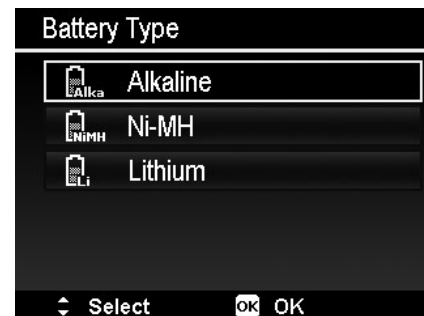 Battery Type
Alka Alkaline
NiMH Ni-MH
Li Lithium
Select OK OK